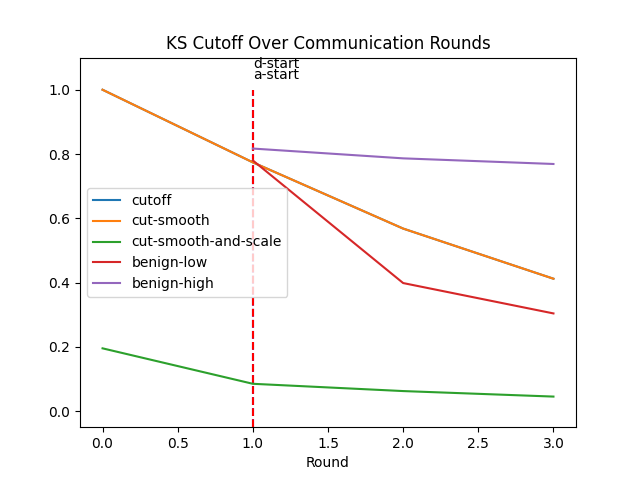 KS Cutoff Over Communication Rounds
d-start
a-start
1.0
0.8
0.6
0.4
0.2
0.0
cutoff
cut-smooth
cut-smooth-and-scale
benign-low
benign-high
0.0 0.5 1.0 1.5 2.0 2.5 3.0
Round